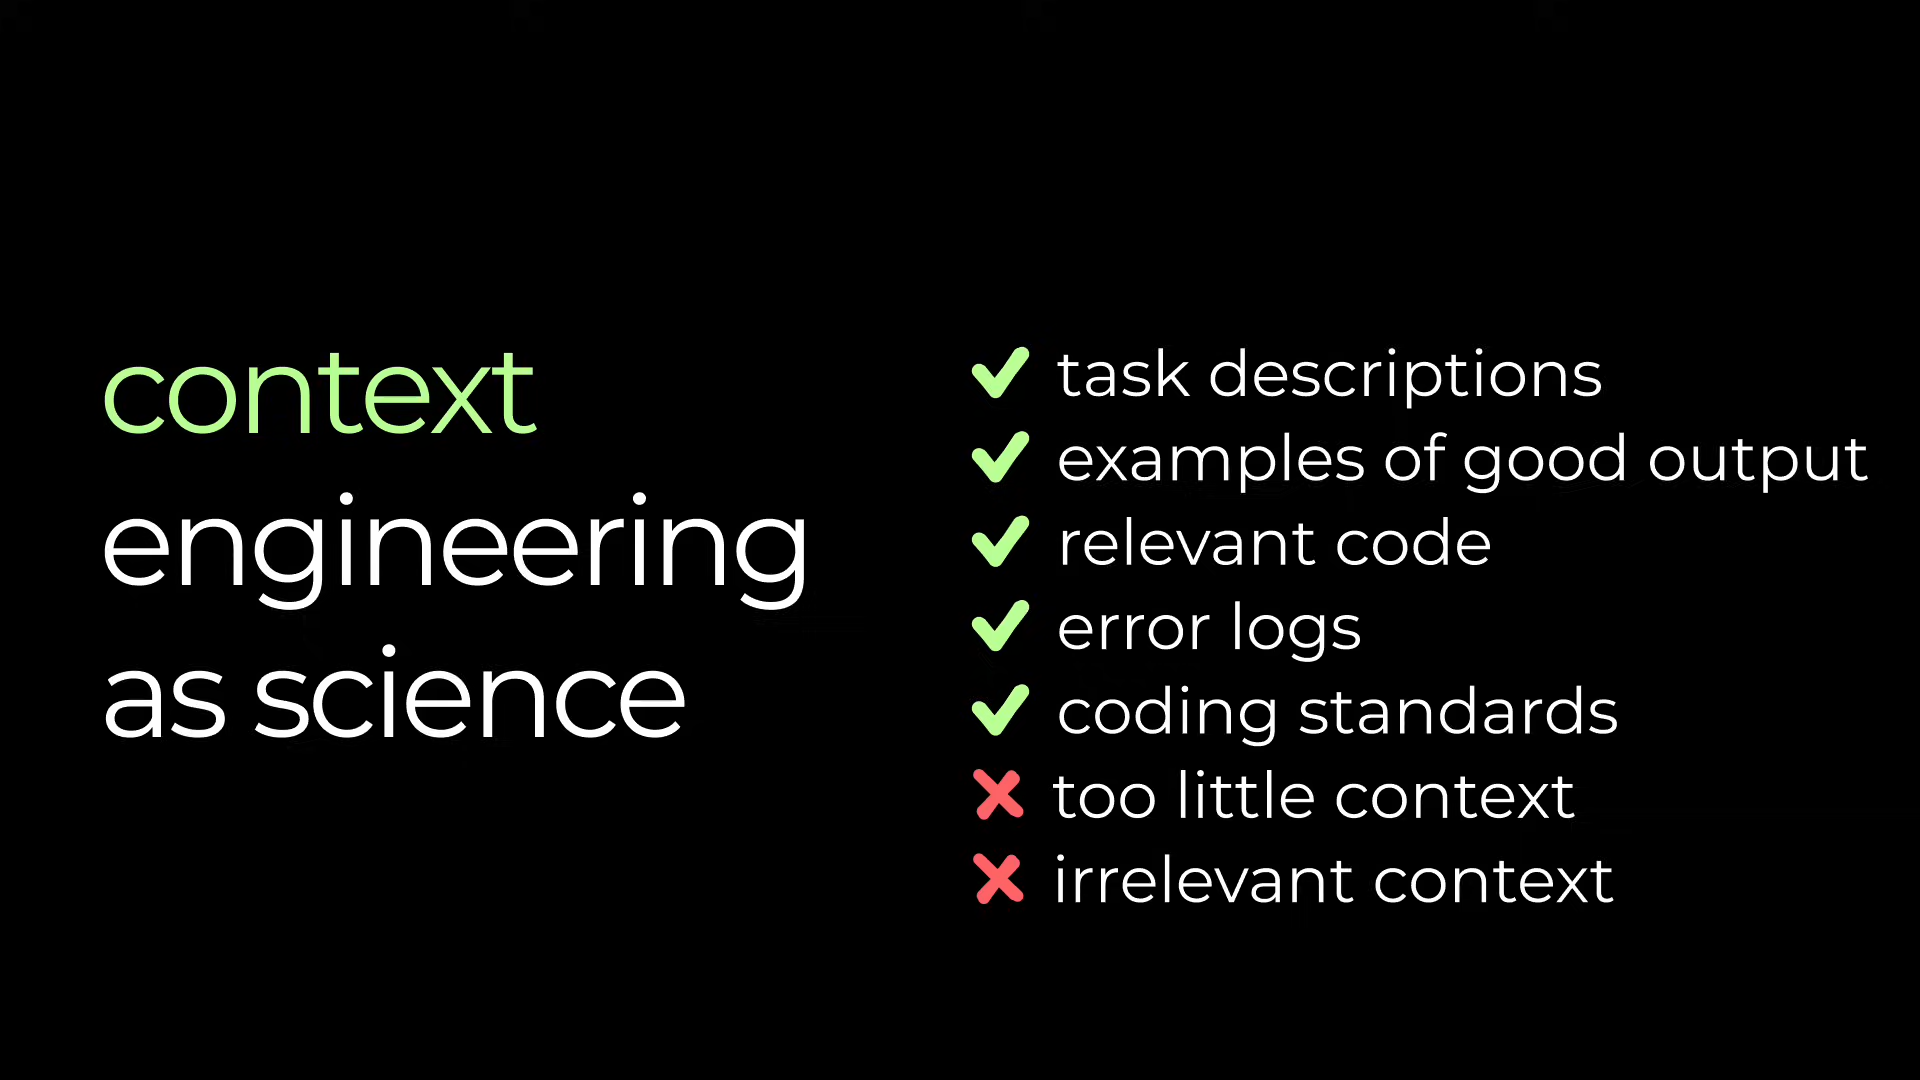 context
engineering
as science
task descriptions
examples of good output
relevant code
error logs
coding standards
too little context
irrelevant context